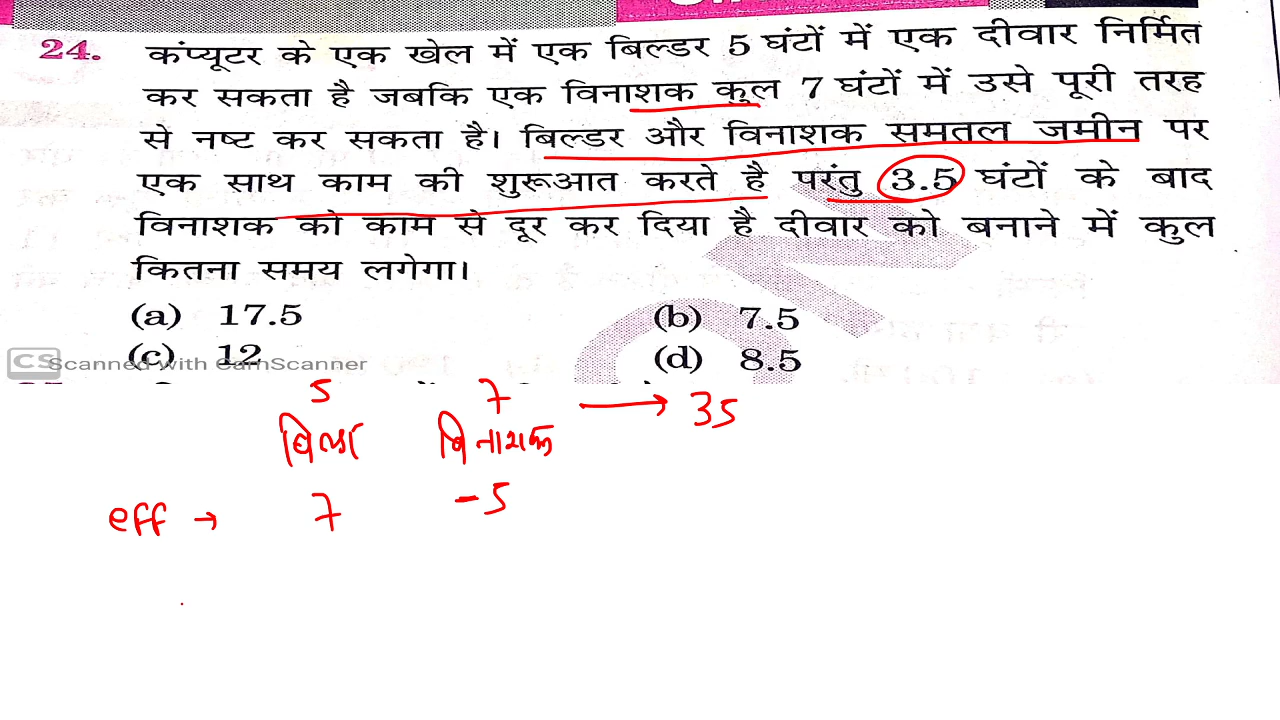 24. कंप्यूटर के एक खेल में एक बिल्डर 5 घंटों में एक दीवार निर्मित
कर सकता है जबकि एक विनाशक कुल 7 घंटों में उसे पूरी तरह
से नष्ट कर सकता है। बिल्डर और विनाशक समतल जमीन पर
एक साथ काम की शुरूआत करते है परंतु 3.5 घंटों के बाद
विनाशक को काम से दूर कर दिया है दीवार को बनाने में कुल
कितना समय लगेगा।
(a) 17.5 (b) 7.5
(c) 12 (d) 8.5
CS Scanned with CamScanner
5 7 → 35
विनाशक
eff → 7 -5